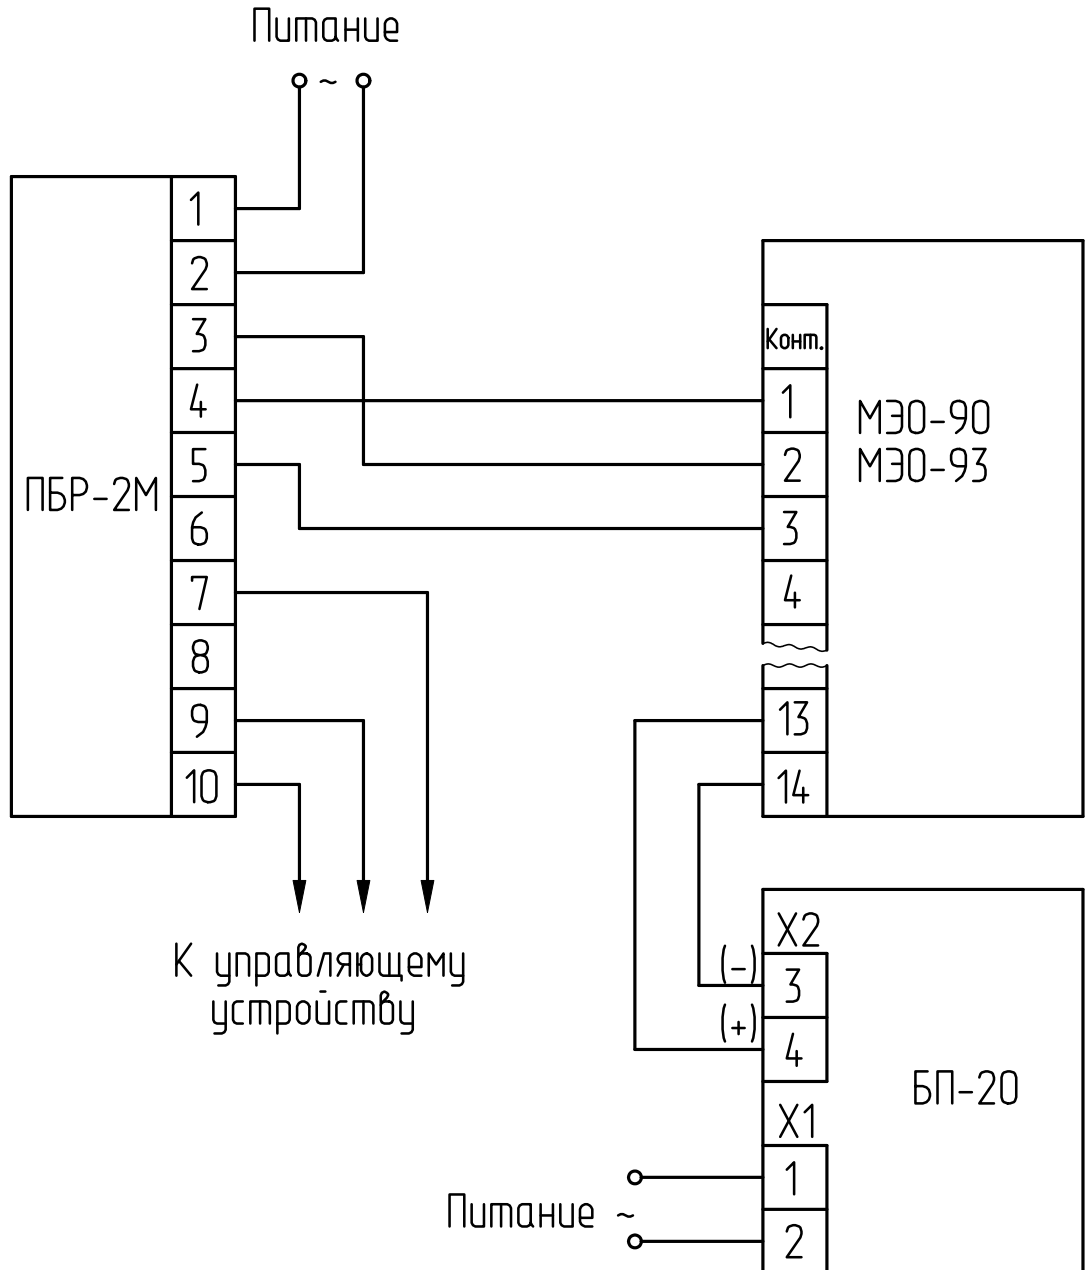 Питание
~
1
2
3
4
5
6
7
8
9
10
ПБР-2М
К управляющему
устройству
Конт.
1
2
3
4
13
14
МЭО-90
МЭО-93
X2
(-)
3
(+)
4
БП-20
X1
1
2
Питание ~